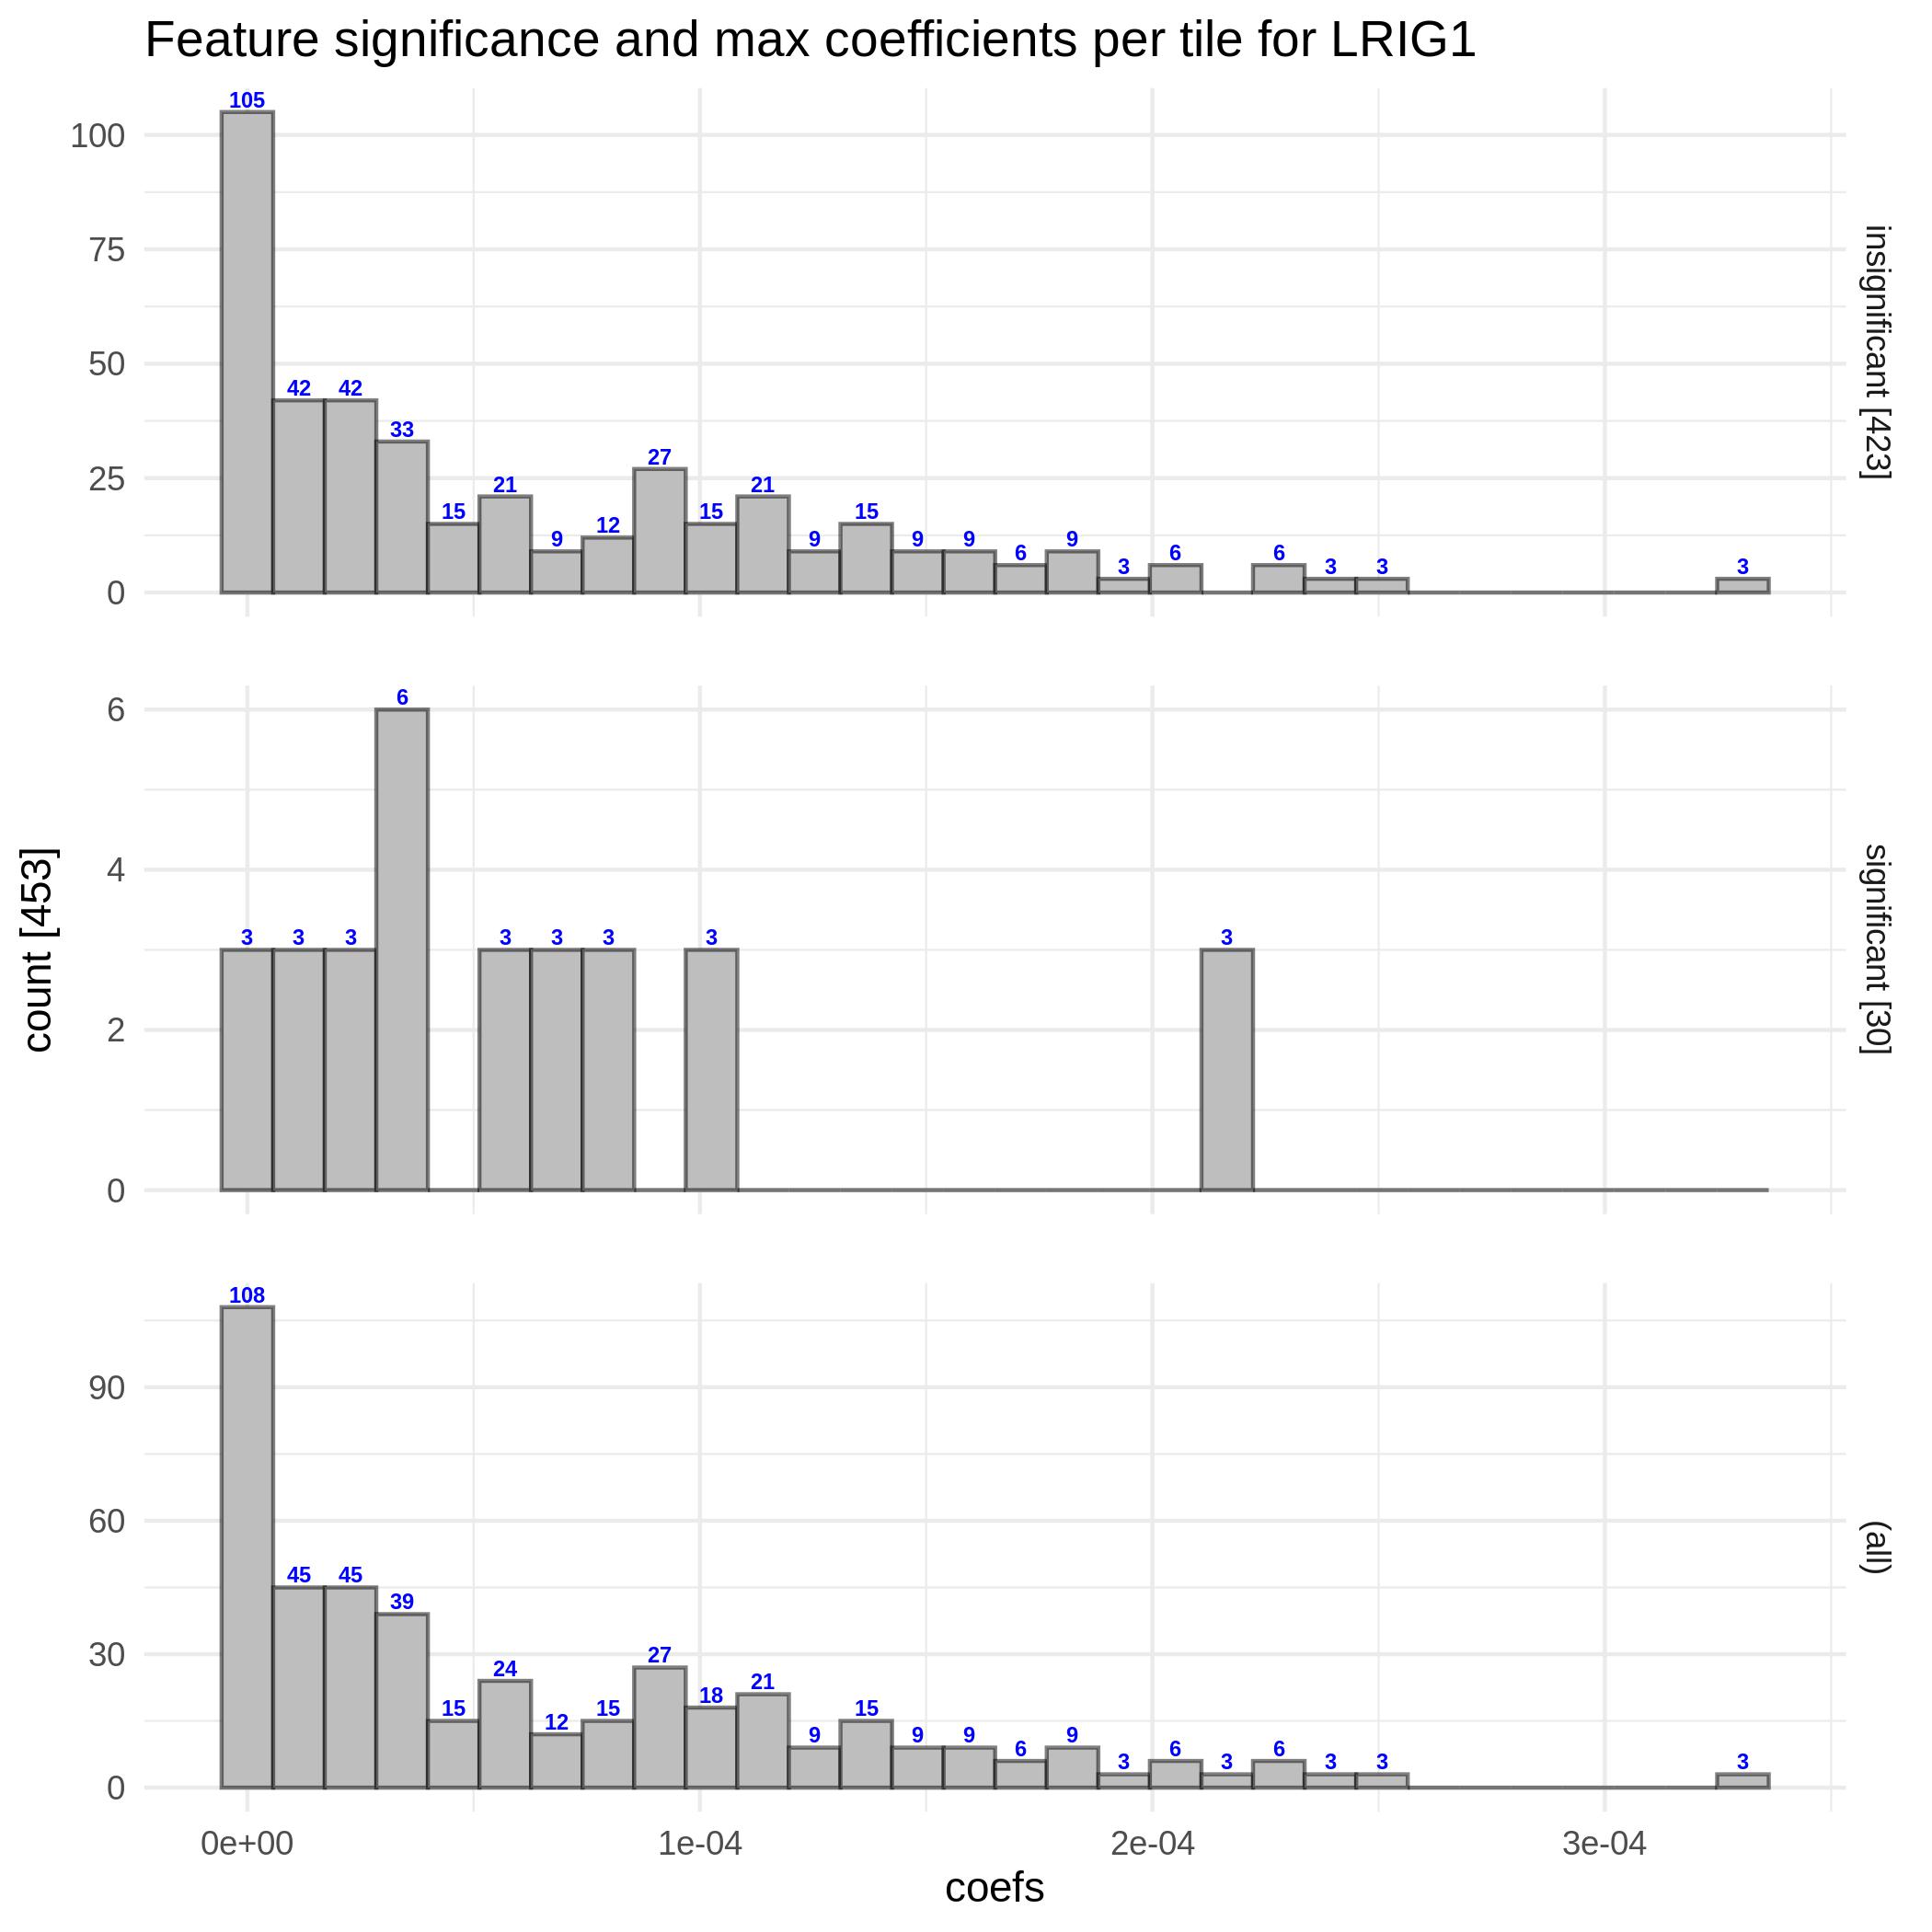 Feature significance and max coefficients per tile for LRIG1
105
100
75
50
42 42
33
27
25
21 21
15 15 15
12
9 9 9 9 9
6 6 6
3 3 3 3
0
insignificant [423]
6
6
4
3 3 3 3 3 3 3 3
2
0
significant [30]
count [453]
108
90
60
45 45
39
30
27
24
21
18
15 15 15
12
9 9 9 9
6 6 6
3 3 3 3 3
0
(all)
0e+00 1e-04 2e-04 3e-04
coefs